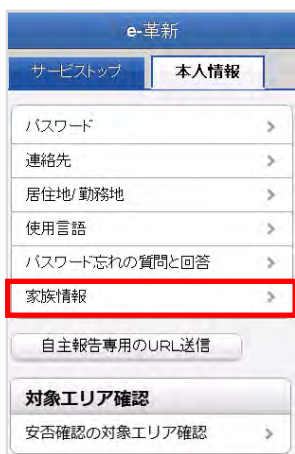 e-革新
サービストップ
本人情報
パスワード
連絡先
居住地/勤務地
使用言語
パスワード忘れの質問と回答
家族情報
自主報告専用のURL送信
対象エリア確認
安否確認の対象エリア確認